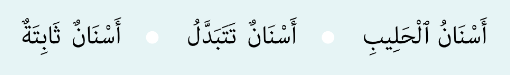 أَسْنَانُ ٱلْحَلِيبِ أَسْنَانٌ تَتَبَدَّلُ أَسْنَانٌ ثَابِتَةٌ